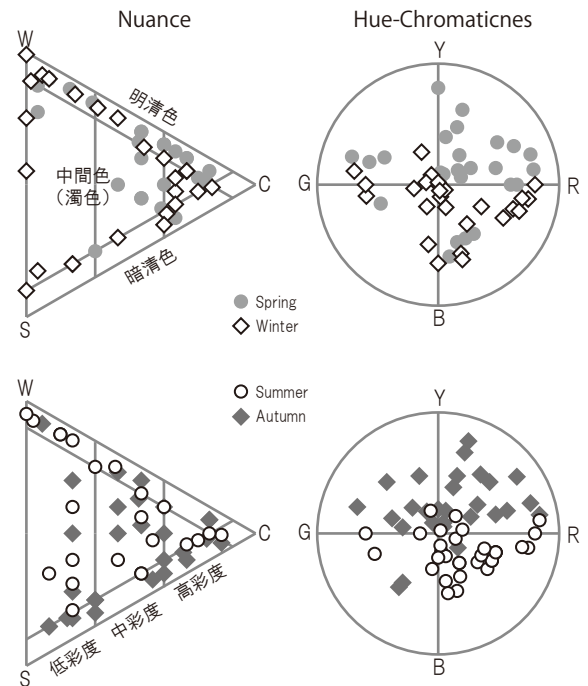 Nuance
Hue-Chromaticnes
W
明清色
中間色
（濁色）
C
暗清色
S
Y
G
R
B
Spring
Winter
Summer
Autumn
W
C
高彩度
中彩度
低彩度
S
Y
G
R
B